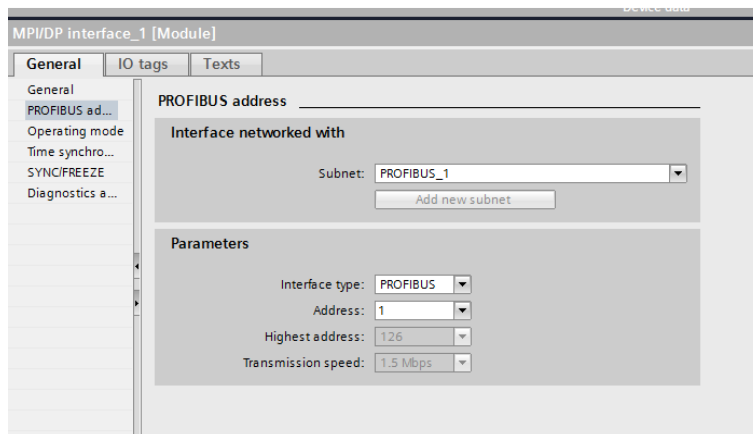 Device data
MPI/DP interface_1 [Module]
General IO tags Texts
General
PROFIBUS ad...
Operating mode
Time synchro...
SYNC/FREEZE
Diagnostics a...
PROFIBUS address
Interface networked with
Subnet: PROFIBUS_1
Add new subnet
Parameters
Interface type: PROFIBUS
Address: 1
Highest address: 126
Transmission speed: 1.5 Mbps